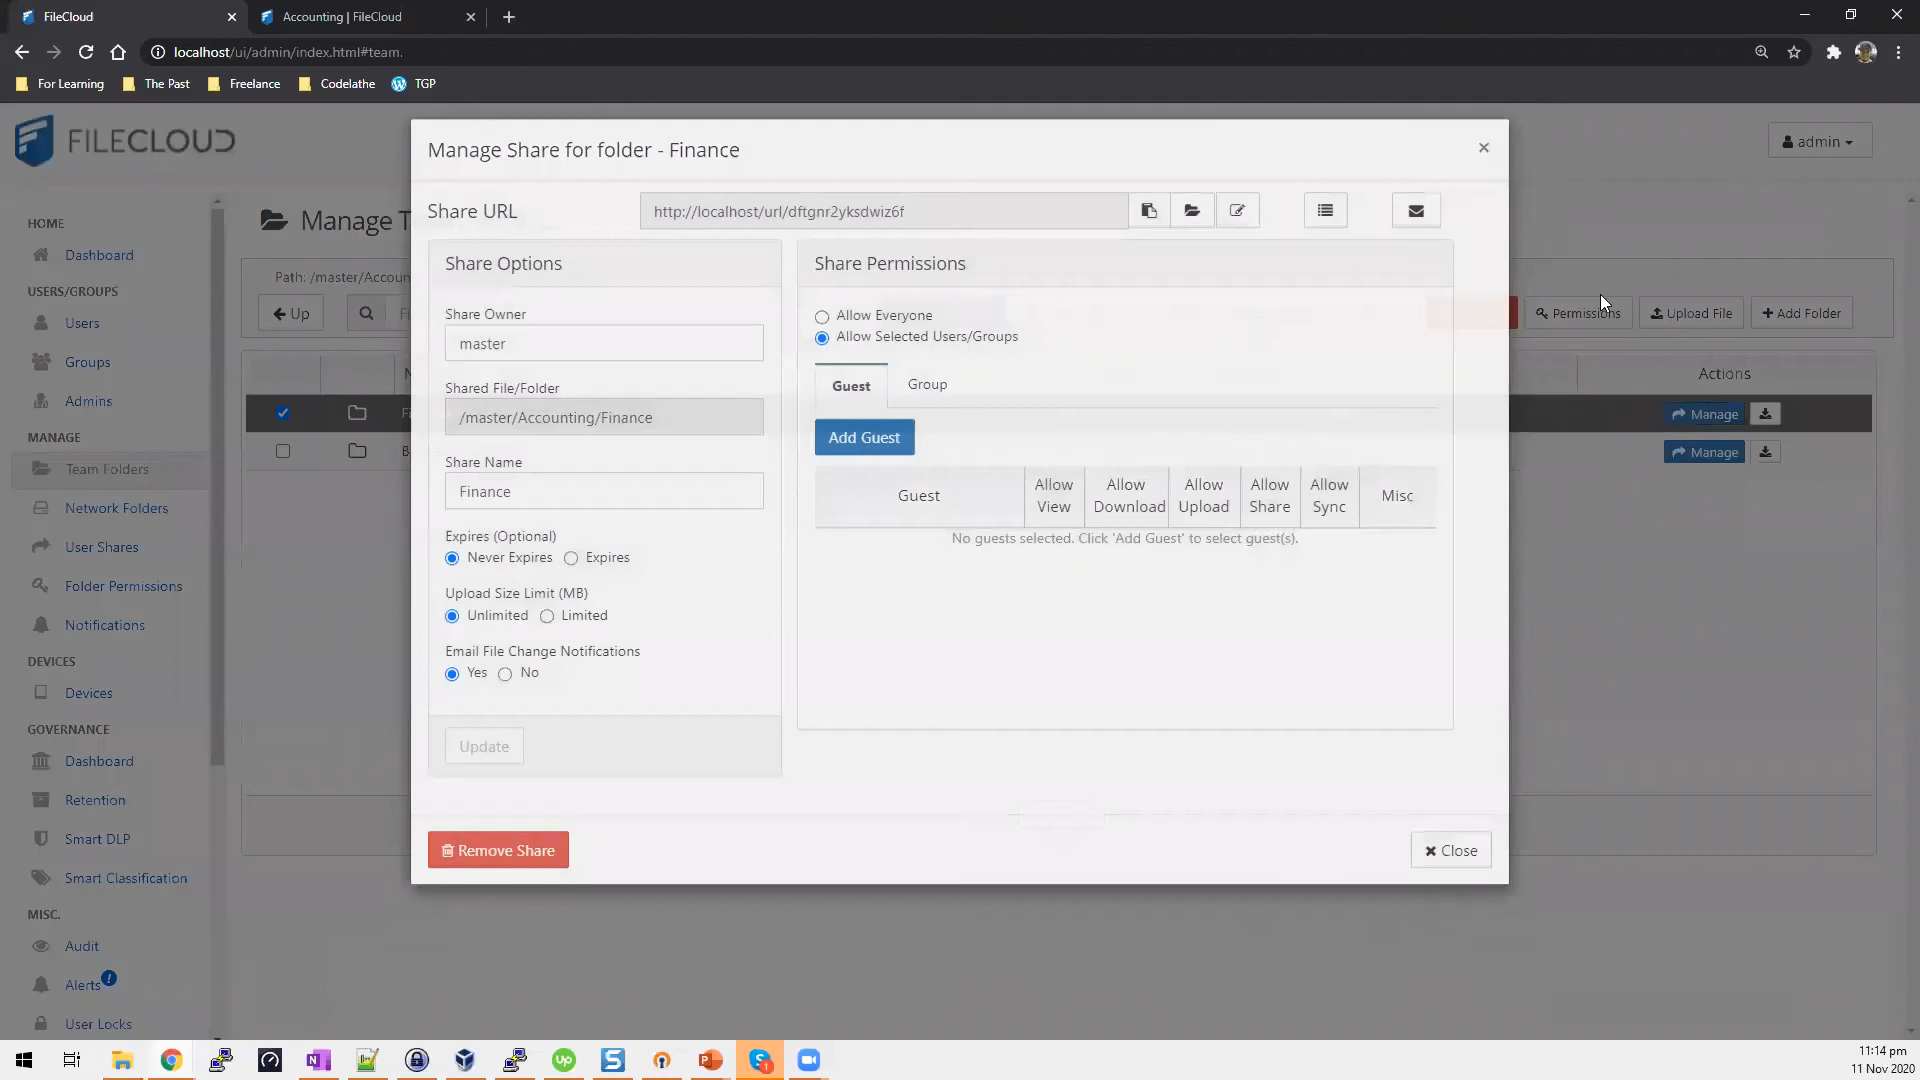 FileCloud
Accounting | FileCloud
localhost/ui/admin/index.html#team.
For Learning
The Past
Freelance
Codelathe
TGP
FILECLOUD
admin
HOME
Dashboard
USERS/GROUPS
Users
Groups
Admins
MANAGE
Team Folders
Network Folders
User Shares
Folder Permissions
Notifications
DEVICES
Devices
GOVERNANCE
Dashboard
Retention
Smart DLP
Smart Classification
MISC.
Audit
Alerts
User Locks
Manage T
Path: /master/Accoun
Up
Permissions
Upload File
Add Folder
Actions
Manage
Manage
Manage Share for folder - Finance
Share URL
http://localhost/url/dftgnr2yksdwiz6f
Share Options
Share Owner
master
Shared File/Folder
/master/Accounting/Finance
Share Name
Finance
Expires (Optional)
Never Expires
Expires
Upload Size Limit (MB)
Unlimited
Limited
Email File Change Notifications
Yes
No
Update
Share Permissions
Allow Everyone
Allow Selected Users/Groups
Guest
Group
Add Guest
Guest
Allow View
Allow Download
Allow Upload
Allow Share
Allow Sync
Misc
No guests selected. Click 'Add Guest' to select guest(s).
Remove Share
Close
11:14 pm
11 Nov 2020